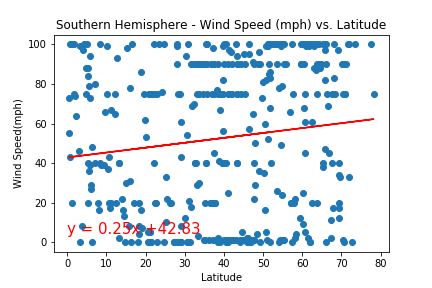 Southern Hemisphere - Wind Speed (mph) vs. Latitude
100
80
60
40
20
0
Wind Speed(mph)
y = 0.25x +42.83
0 10 20 30 40 50 60 70 80
Latitude